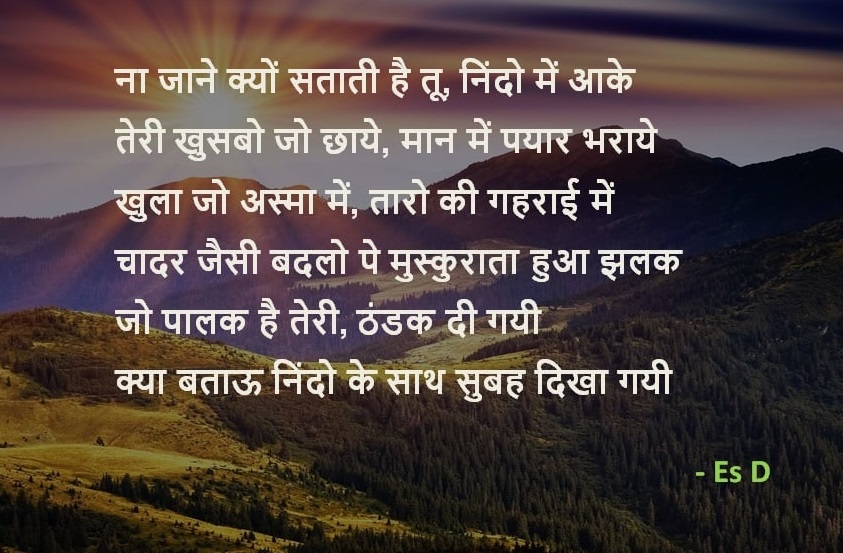 ना जाने क्यों सताती है तू, निंदो में आके
तेरी खुसबो जो छाये, मान में पयार भराये
खुला जो अस्मा में, तारो की गहराई में
चादर जैसी बदलो पे मुस्कुराता हुआ झलक
जो पालक है तेरी, ठंडक दी गयी
क्या बताऊ निंदो के साथ सुबह दिखा गयी
- Es D